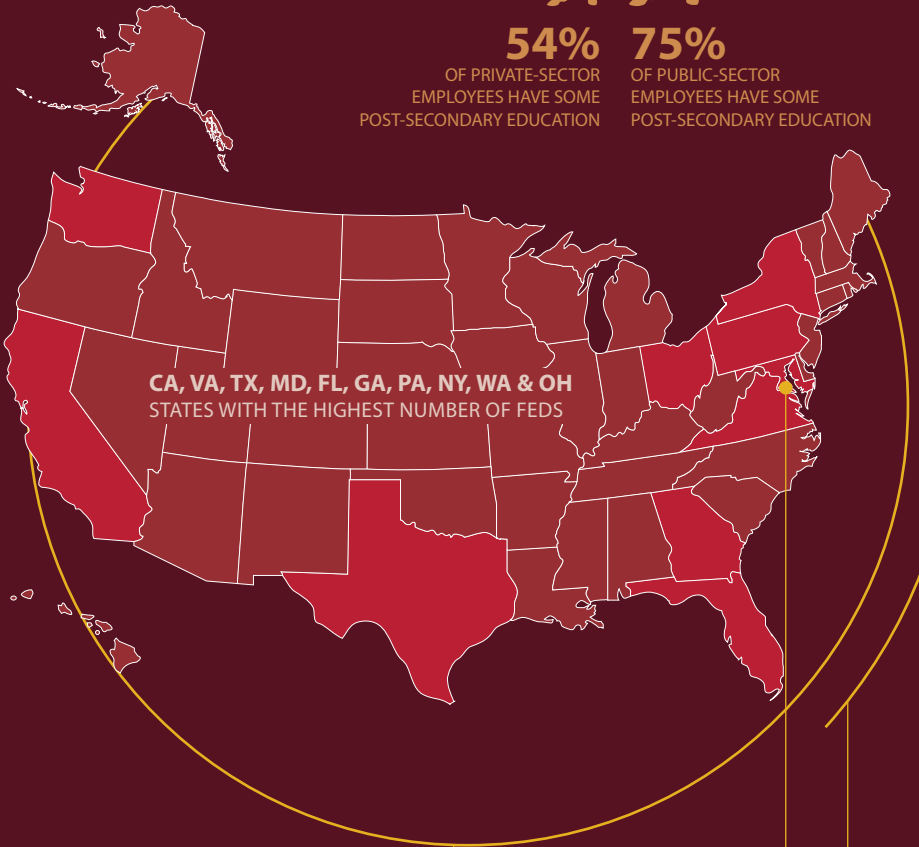 54%
OF PRIVATE-SECTOR
EMPLOYEES HAVE SOME
POST-SECONDARY EDUCATION
75%
OF PUBLIC-SECTOR
EMPLOYEES HAVE SOME
POST-SECONDARY EDUCATION
CA, VA, TX, MD, FL, GA, PA, NY, WA & OH
STATES WITH THE HIGHEST NUMBER OF FEDS